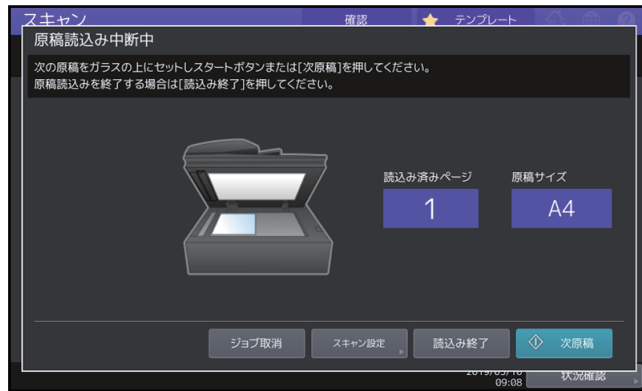 スキャン
確認
テンプレート
原稿読込み中断中
次の原稿をガラスの上にセットしスタートボタンまたは[次原稿]を押してください。
原稿読込みを終了する場合は[読込み終了]を押してください。
読込み済みページ
原稿サイズ
1
A4
ジョブ取消
スキャン設定
読込み終了
次原稿
09:08
状況確認